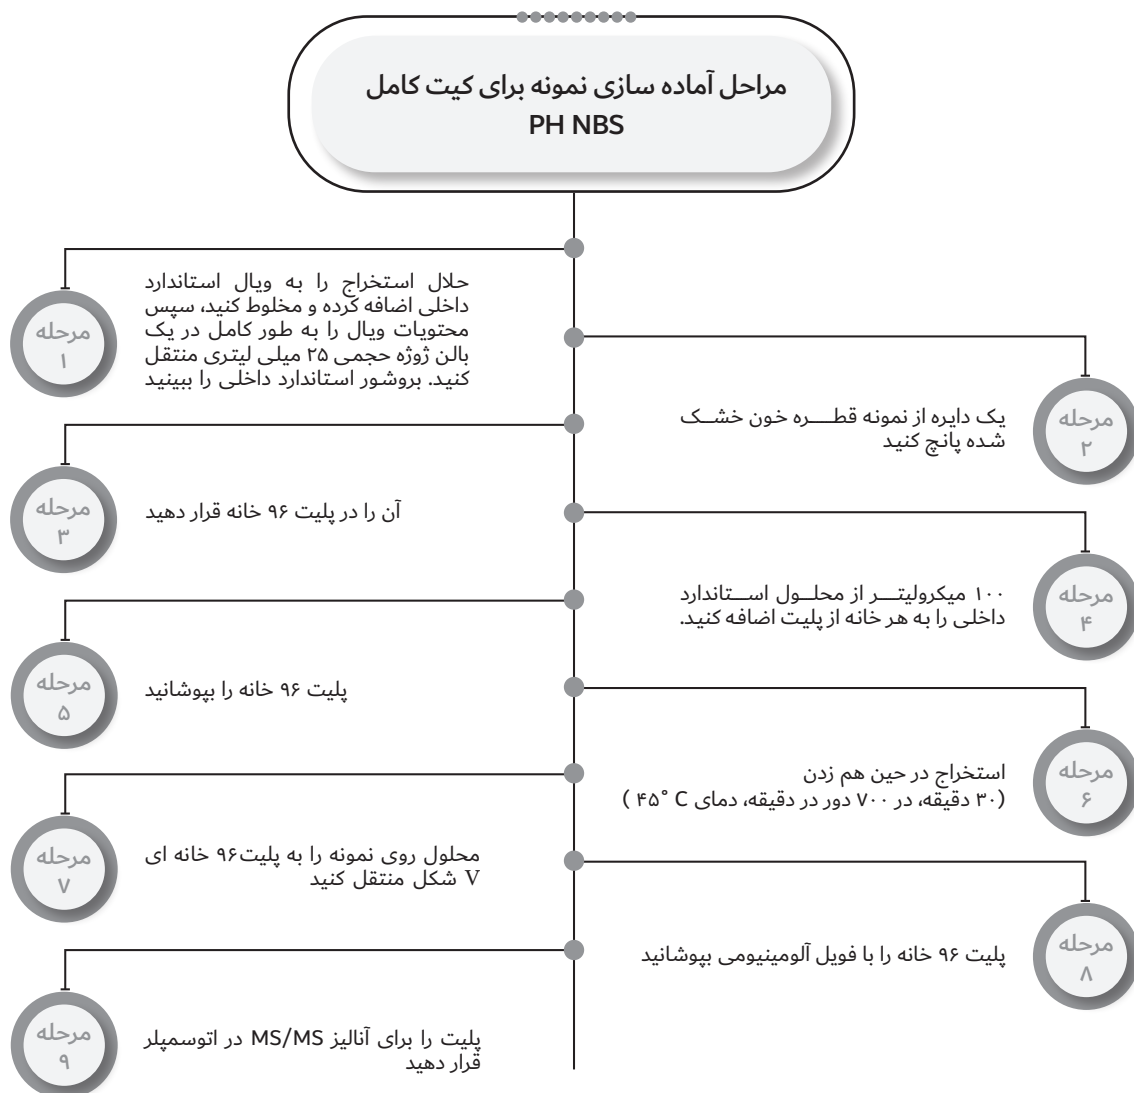 مراحل آماده سازی نمونه برای کیت کامل
PH NBS
مرحله
۱
حلال استخراج را به ویال استاندارد
داخلی اضافه کرده و مخلوط کنید، سپس
محتویات ویال را به طور کامل در یک
بالن ژوژه حجمی ۲۵ میلی لیتری منتقل
کنید. بروشور استاندارد داخلی را ببینید
مرحله
۲
یک دایره از نمونه قطـــره خون خشــک
شده پانچ کنید
مرحله
۳
آن را در پلیت ۹۶ خانه قرار دهید
مرحله
۴
۱۰۰ میکرولیتـــر از محلــول اســتاندارد
داخلی را به هر خانه از پلیت اضافه کنید.
مرحله
۵
پلیت ۹۶ خانه را بپوشانید
مرحله
۶
استخراج در حین هم زدن
(۳۰ دقیقه، در ۷۰۰ دور در دقیقه، دمای ۴۵° C )
مرحله
۷
محلول روی نمونه را به پلیت۹۶ خانه ای
V شکل منتقل کنید
مرحله
۸
پلیت ۹۶ خانه را با فویل آلومینیومی بپوشانید
مرحله
۹
پلیت را برای آنالیز MS/MS در اتوسمپلر
قرار دهید